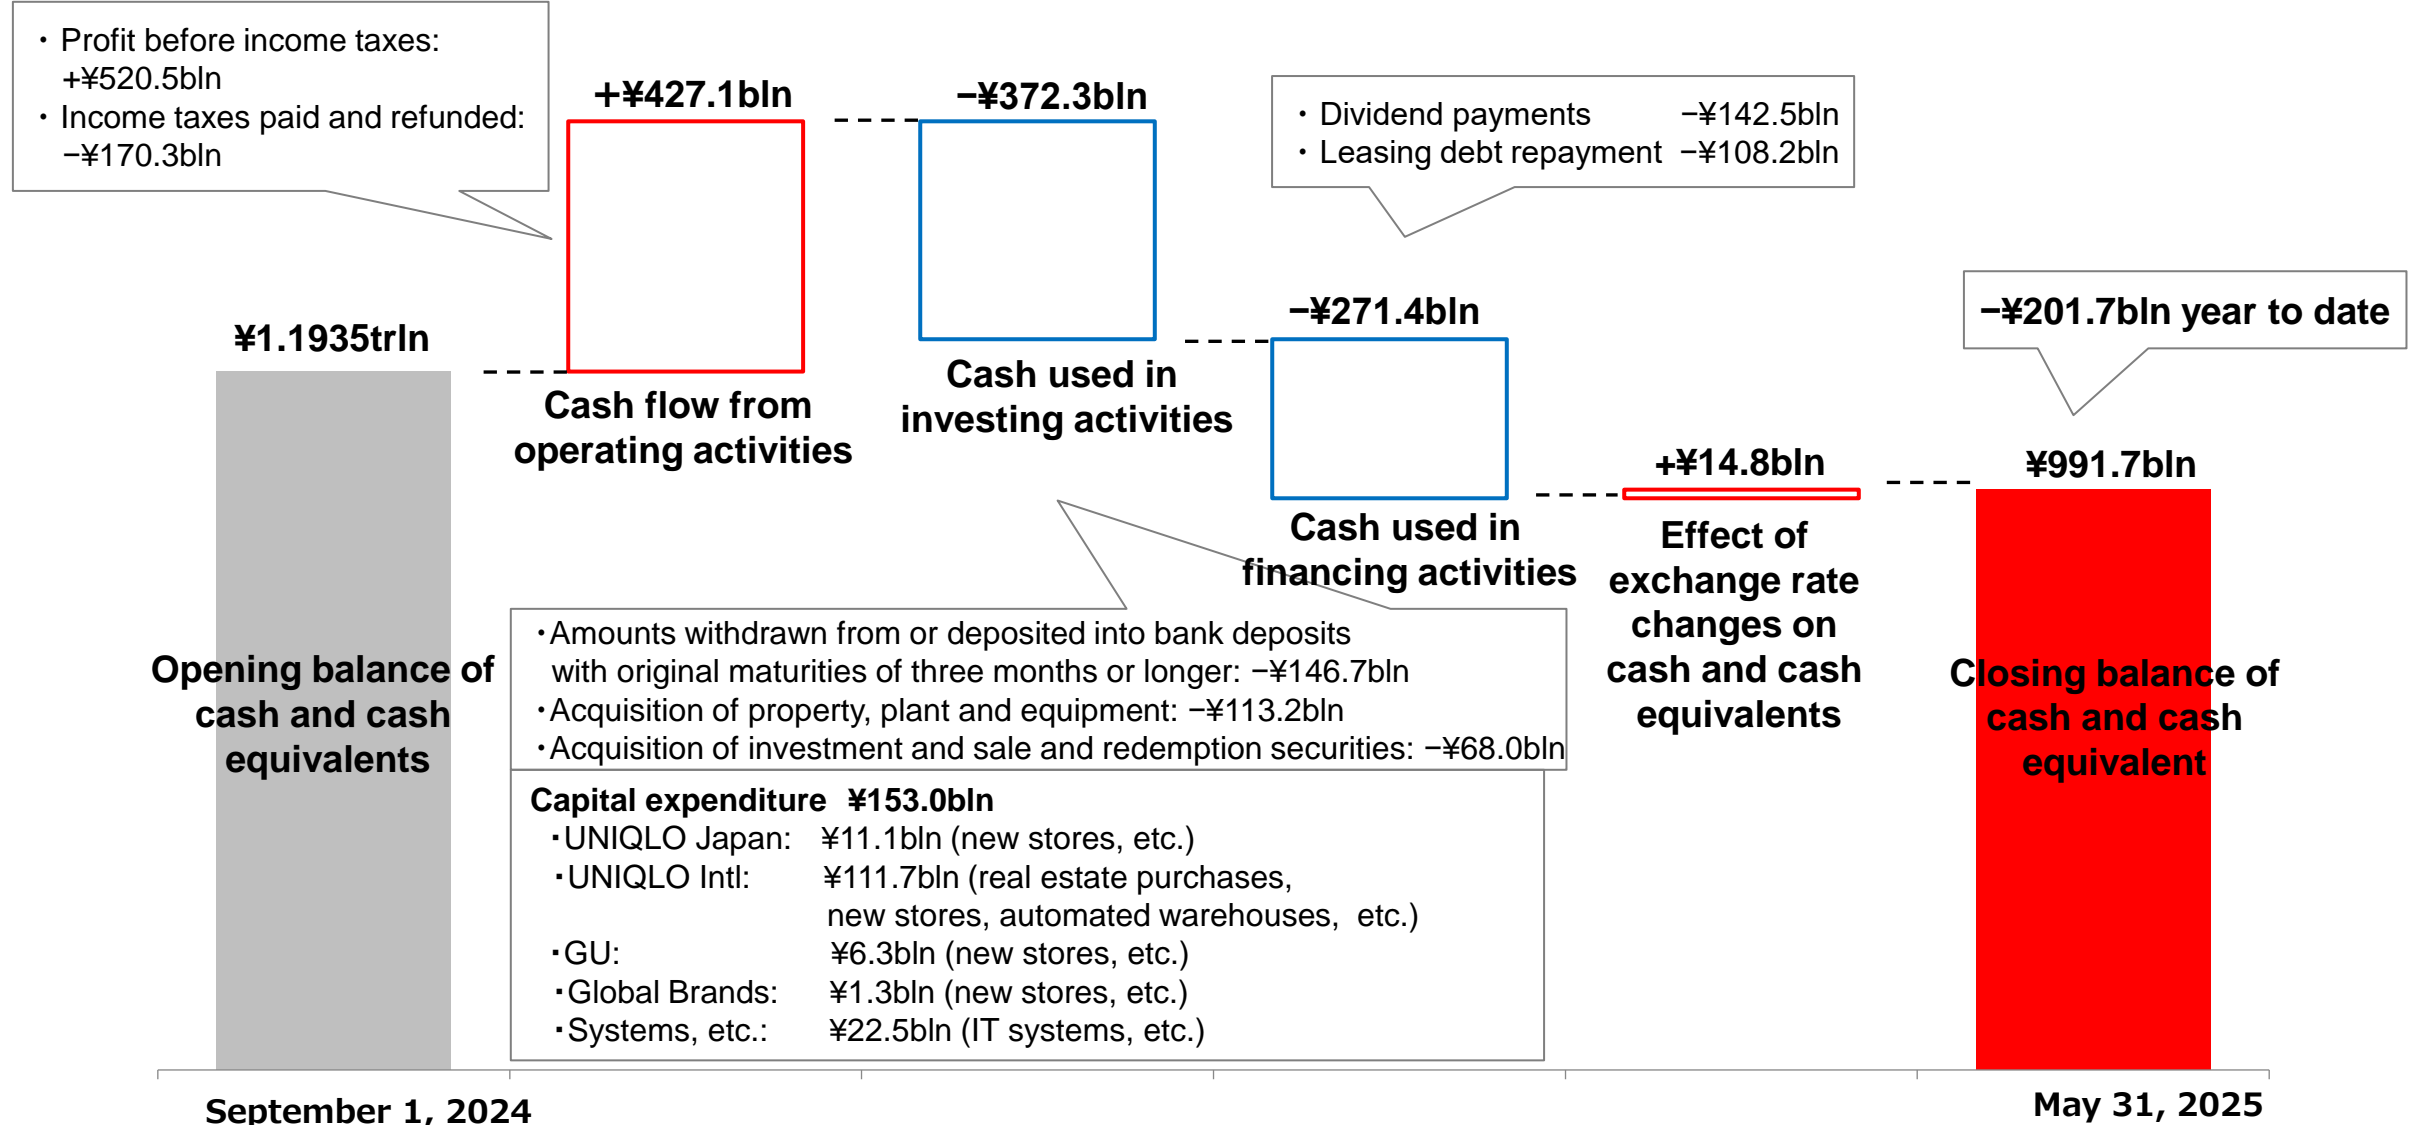 ・Profit before income taxes:
+¥520.5bln
・Income taxes paid and refunded:
−¥170.3bln
+¥427.1bln
−¥372.3bln
・Dividend payments −¥142.5bln
・Leasing debt repayment −¥108.2bln
−¥201.7bln year to date
¥1.1935trln
−¥271.4bln
Cash flow from
operating activities
Cash used in
investing activities
+¥14.8bln
¥991.7bln
Cash used in
financing activities
Effect of
exchange rate
changes on
cash and cash
equivalents
Opening balance of
cash and cash
equivalents
・Amounts withdrawn from or deposited into bank deposits
with original maturities of three months or longer: −¥146.7bln
・Acquisition of property, plant and equipment: −¥113.2bln
・Acquisition of investment and sale and redemption securities: −¥68.0bln
Closing balance of
cash and cash
equivalent
Capital expenditure ¥153.0bln
・UNIQLO Japan: ¥11.1bln (new stores, etc.)
・UNIQLO Intl: ¥111.7bln (real estate purchases,
new stores, automated warehouses, etc.)
・GU: ¥6.3bln (new stores, etc.)
・Global Brands: ¥1.3bln (new stores, etc.)
・Systems, etc.: ¥22.5bln (IT systems, etc.)
September 1, 2024
May 31, 2025